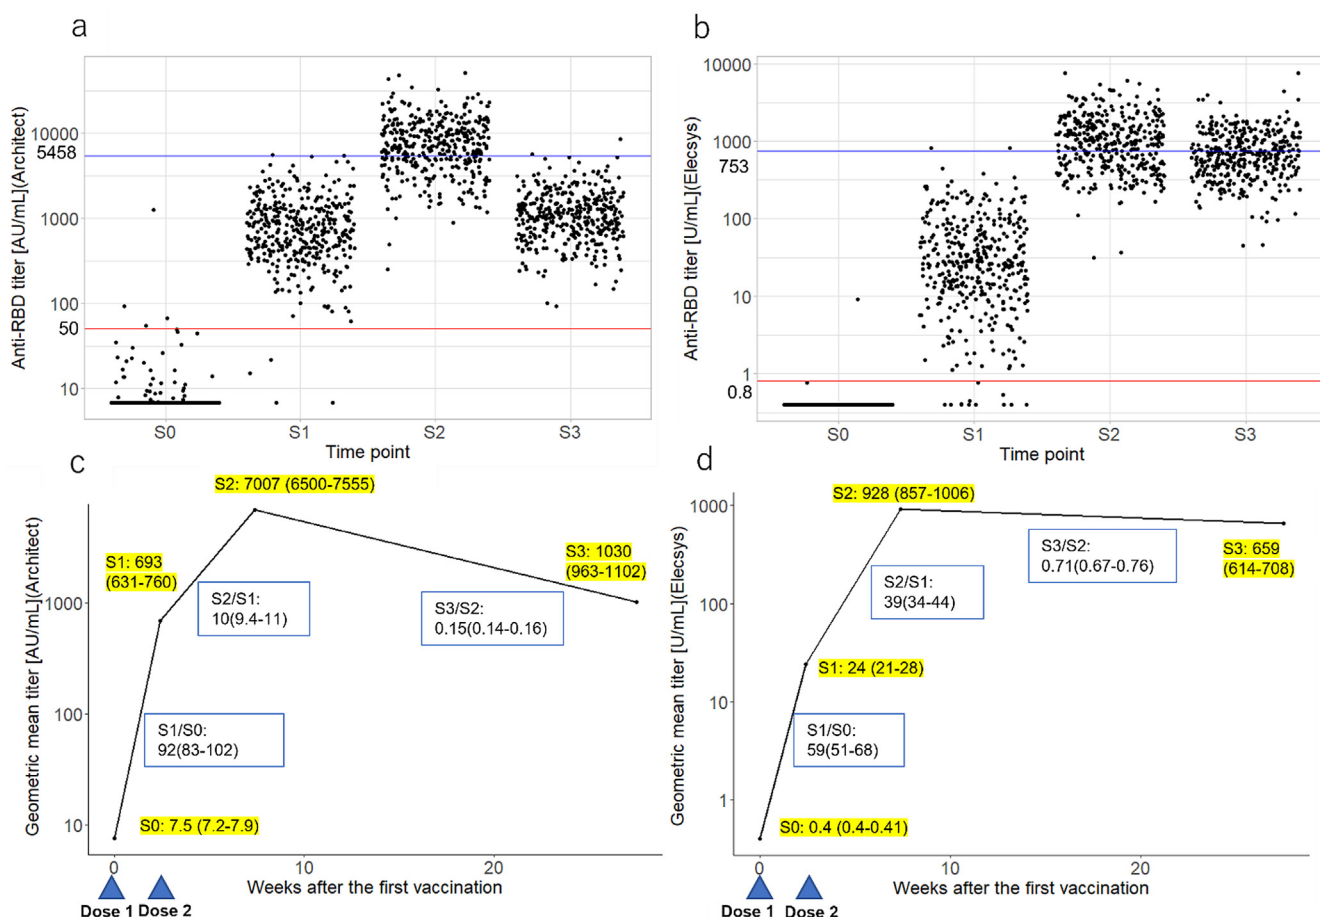 a
Anti-RBD titer [AU/mL](Architect)
10000
5458
1000
100
50
10
S0 S1 S2 S3
Time point
b
Anti-RBD titer [U/mL](Elecsys)
10000
1000
753
100
10
1
0.8
S0 S1 S2 S3
Time point
c
Geometric mean titer [AU/mL](Architect)
1000
100
10
S2: 7007 (6500-7555)
S1: 693
(631-760)
S3: 1030
(963-1102)
S2/S1:
10(9.4-11)
S3/S2:
0.15(0.14-0.16)
S1/S0:
92(83-102)
S0: 7.5 (7.2-7.9)
0 10 20
Weeks after the first vaccination
Dose 1 Dose 2
d
Geometric mean titer [U/mL](Elecsys)
1000
100
10
1
S2: 928 (857-1006)
S3/S2:
0.71(0.67-0.76)
S3: 659
(614-708)
S2/S1:
39(34-44)
S1: 24 (21-28)
S1/S0:
59(51-68)
S0: 0.4 (0.4-0.41)
0 10 20
Weeks after the first vaccination
Dose 1 Dose 2